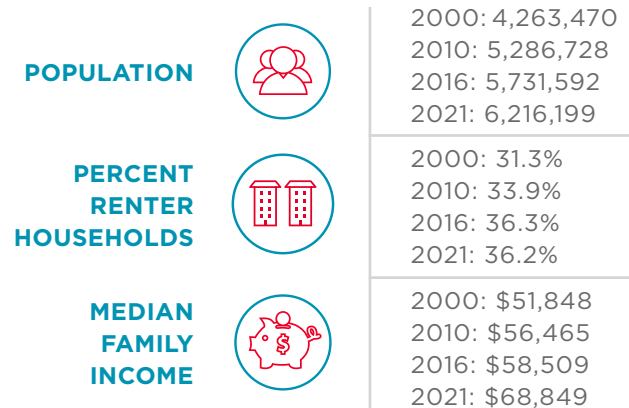 POPULATION
2000: 4,263,470
2010: 5,286,728
2016: 5,731,592
2021: 6,216,199
PERCENT
RENTER
HOUSEHOLDS
2000: 31.3%
2010: 33.9%
2016: 36.3%
2021: 36.2%
MEDIAN
FAMILY
INCOME
$
2000: $51,848
2010: $56,465
2016: $58,509
2021: $68,849